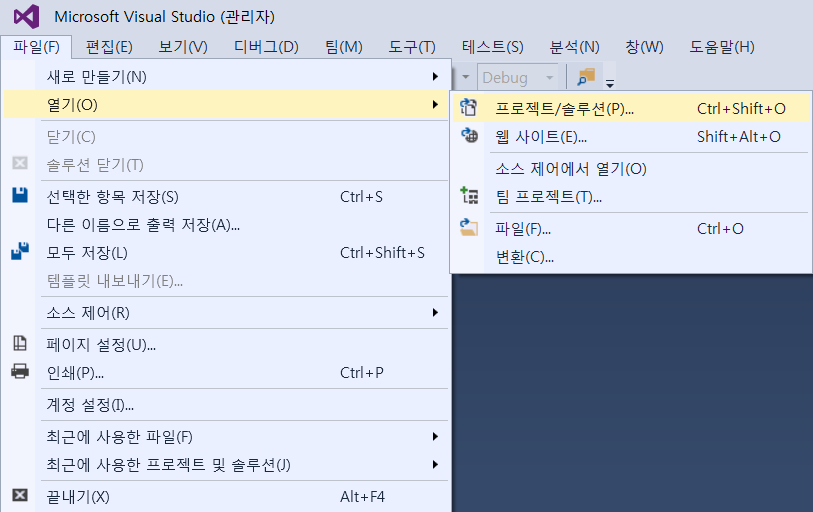 Microsoft Visual Studio (관리자)
파일(F) 편집(E) 보기(V) 디버그(D) 팀(M) 도구(T) 테스트(S) 분석(N) 창(W) 도움말(H)
Debug
새로 만들기(N)
열기(O)
닫기(C)
솔루션 닫기(T)
선택한 항목 저장(S) Ctrl+S
다른 이름으로 출력 저장(A)...
모두 저장(L) Ctrl+Shift+S
템플릿 내보내기(E)...
소스 제어(R)
페이지 설정(U)...
인쇄(P)... Ctrl+P
계정 설정(I)...
최근에 사용한 파일(F)
최근에 사용한 프로젝트 및 솔루션(J)
끝내기(X) Alt+F4
프로젝트/솔루션(P)... Ctrl+Shift+O
웹 사이트(E)... Shift+Alt+O
소스 제어에서 열기(O)
팀 프로젝트(T)...
파일(F)... Ctrl+O
변환(C)...